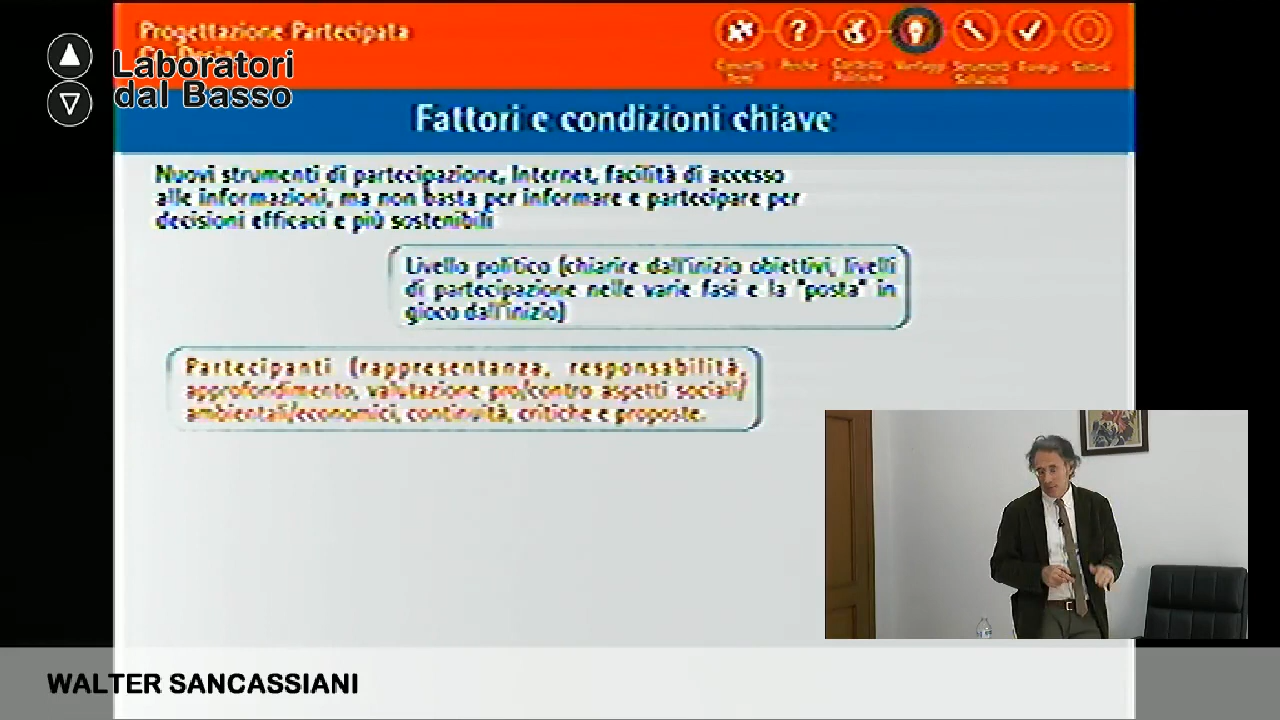 Progettazione Partecipata
Laboratori
dal Basso
Fattori e condizioni chiave
Nuovi strumenti di partecipazione, Internet, facilità di accesso
alle informazioni, ma non basta per informare e partecipare per
decisioni efficaci e più sostenibili
Livello politico (chiarire dall'inizio obiettivi, livelli
di partecipazione nelle varie fasi e la "posta" in
gioco dall'inizio)
Partecipanti (rappresentanza, responsabilità,
approfondimento, valutazione pro/contro aspetti sociali/
ambientali/economici, continuità, critiche e proposte.
WALTER SANCASSIANI